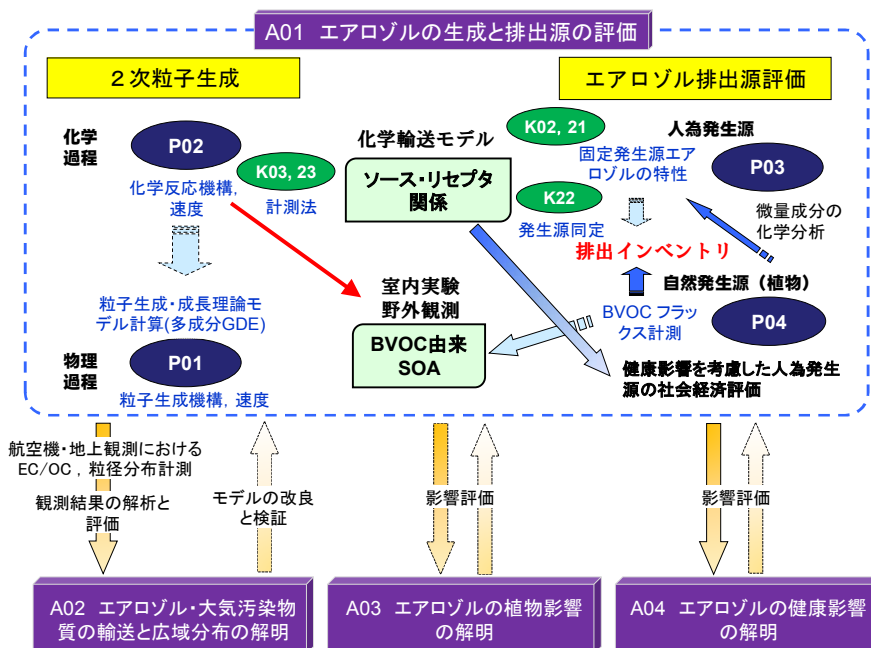 A01 エアロゾルの生成と排出源の評価
２次粒子生成
エアロゾル排出源評価
化学
過程
P02
K03, 23
化学反応機構,
速度
計測法
化学輸送モデル
ソース・リセプタ
関係
K02, 21
人為発生源
固定発生源エア
ロゾルの特性
P03
K22
発生源同定
微量成分の
化学分析
排出インベントリ
自然発生源（植物）
BVOC フラッ
クス計測
P04
粒子生成・成長理論モ
デル計算(多成分GDE)
室内実験
野外観測
BVOC由来
SOA
物理
過程
P01
粒子生成機構, 速度
健康影響を考慮した人為発生
源の社会経済評価
航空機・地上観測における
EC/OC , 粒径分布計測
観測結果の解析と
評価
モデルの改良
と検証
影響評価
影響評価
A02 エアロゾル・大気汚染物
質の輸送と広域分布の解明
A03 エアロゾルの植物影響
の解明
A04 エアロゾルの健康影響
の解明